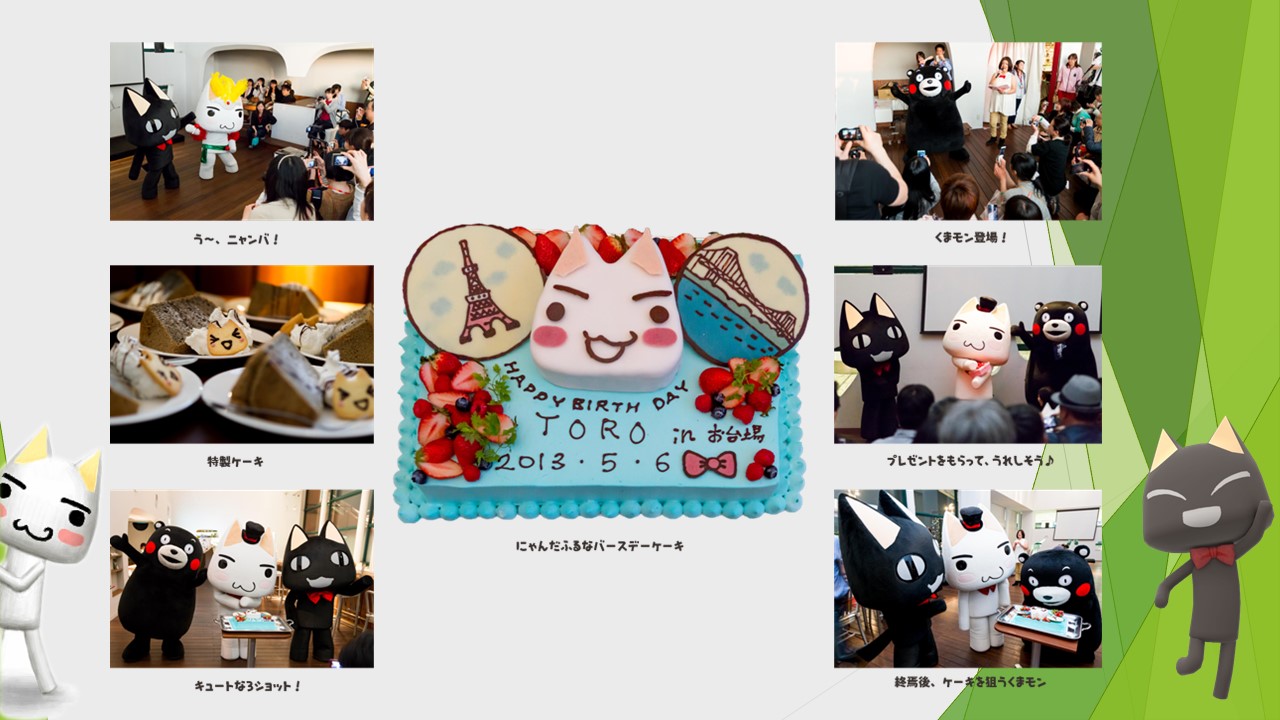 う〜、ニャンバ！
特製ケーキ
キュートな3ショット！
HAPPY BIRTH DAY
TORO in お台場
2013・5・6
にゃんだふるなバースデーケーキ
くまモン登場！
プレゼントをもらって、うれしそう♪
終焉後、ケーキを狙うくまモン